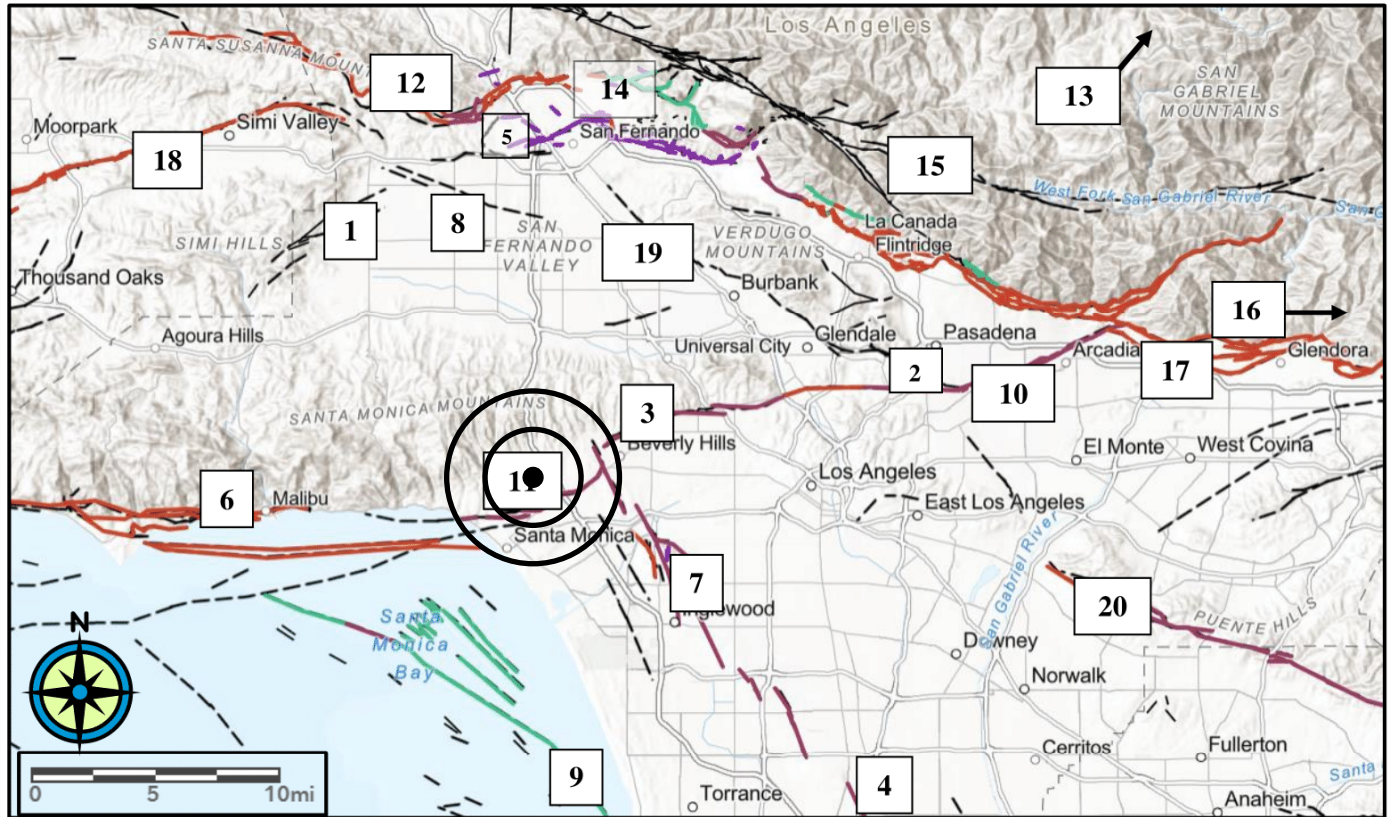 Los Angeles
SANTA SUSANNA MOUNT
12
13
SAN
GABRIEL
MOUNTAINS
14
Moorpark
Simi Valley
5
San Fernando
18
15
West Fork San Gabriel River
San G
1
8
La Canada
Flintridge
SIMI HILLS
SAN
FERNANDO
VALLEY
19
VERDUGO
MOUNTAINS
Thousand Oaks
Burbank
16
Agoura Hills
Universal City
Glendale
Pasadena
Arcadia
Glendora
2
17
10
SANTA MONICA MOUNTAINS
3
Beverly Hills
El Monte
West Covina
11
Los Angeles
6
Malibu
East Los Angeles
Santa Monica
San Gabriel River
7
Inglewood
20
PUENTE HILLS
N
Santa
Monica
Bay
Downey
Norwalk
Cerritos
Fullerton
9
4
Santa
0
5
10mi
Torrance
Anaheim